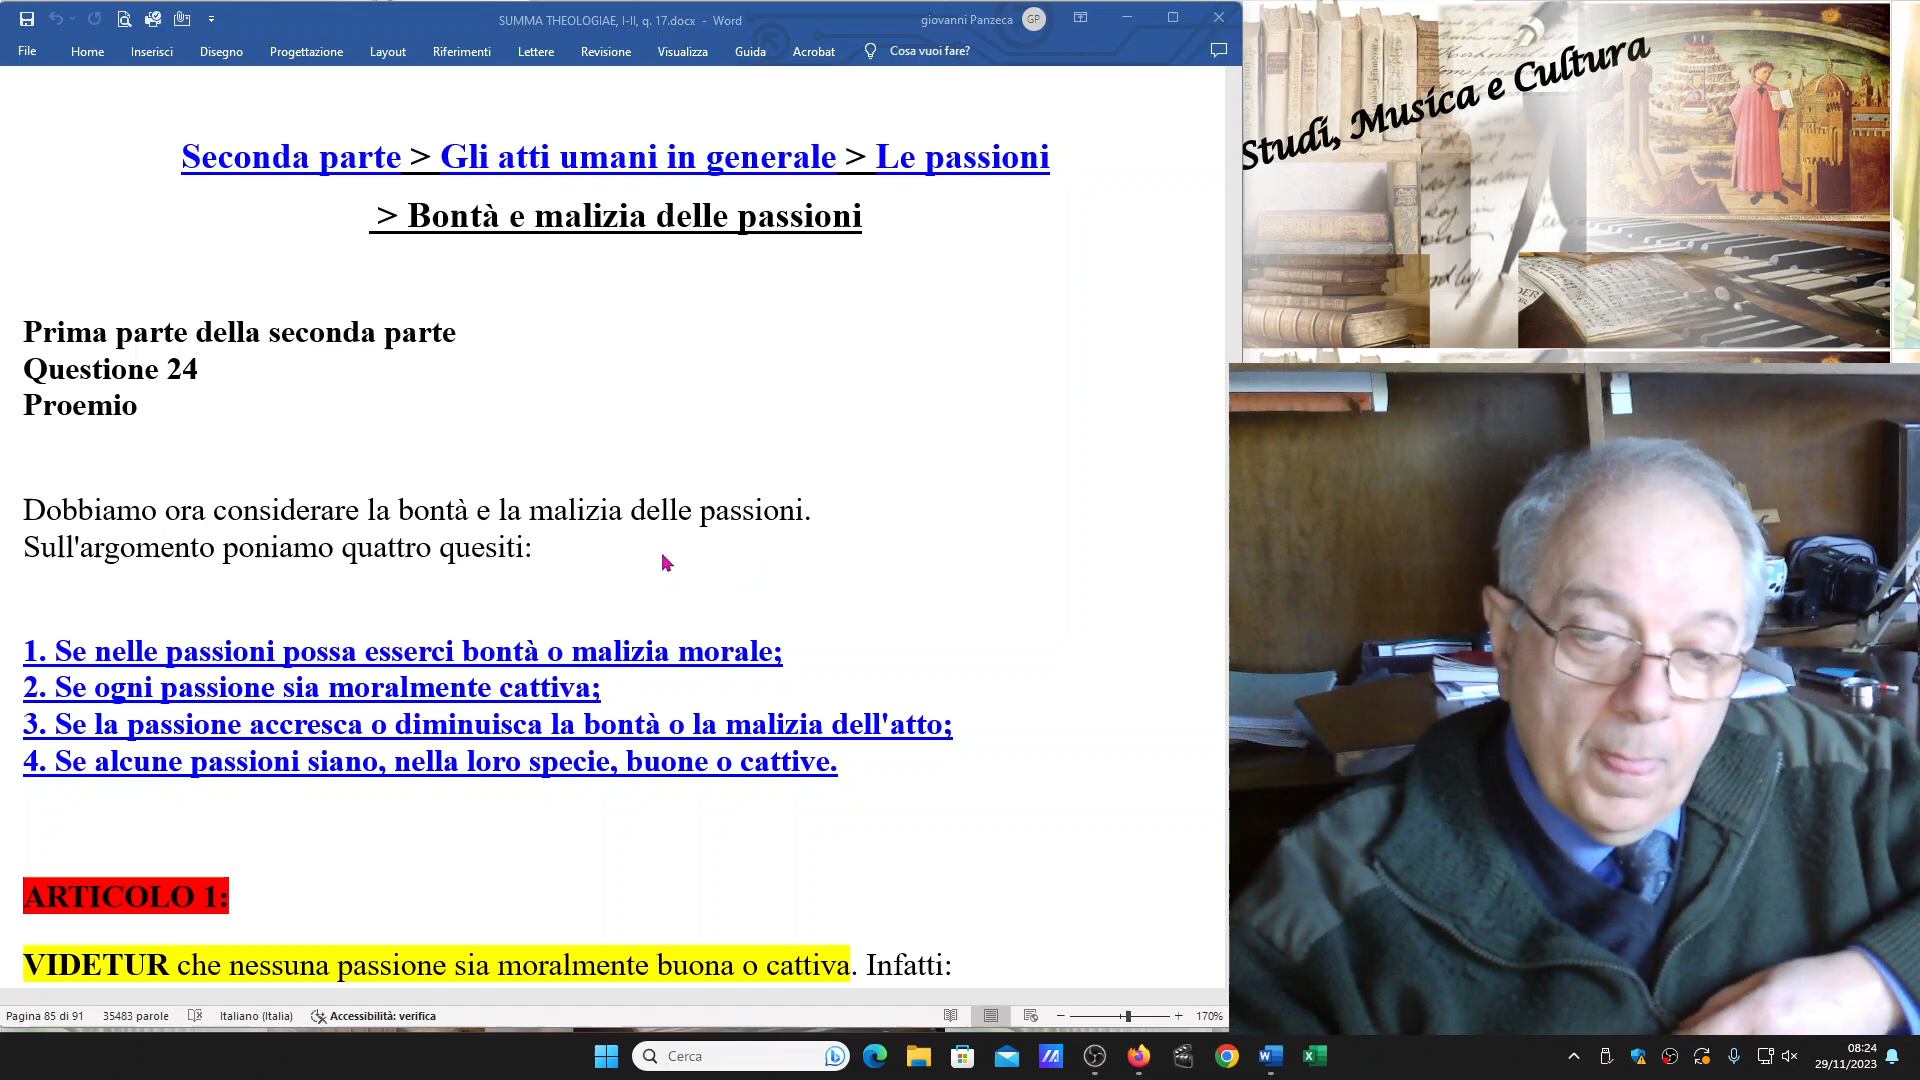 SUMMA THEOLOGIAE, I-II, q. 17.docx - Word
giovanni Panzeca
GP
File
Home
Inserisci
Disegno
Progettazione
Layout
Riferimenti
Lettere
Revisione
Visualizza
Guida
Acrobat
Cosa vuoi fare?
Studi, Musica e Cultura
Seconda parte > Gli atti umani in generale > Le passioni
> Bontà e malizia delle passioni
Prima parte della seconda parte
Questione 24
Proemio
Dobbiamo ora considerare la bontà e la malizia delle passioni.
Sull'argomento poniamo quattro quesiti:
1. Se nelle passioni possa esserci bontà o malizia morale;
2. Se ogni passione sia moralmente cattiva;
3. Se la passione accresca o diminuisca la bontà o la malizia dell'atto;
4. Se alcune passioni siano, nella loro specie, buone o cattive.
ARTICOLO 1:
VIDETUR che nessuna passione sia moralmente buona o cattiva. Infatti:
Pagina 85 di 91
35483 parole
Italiano (Italia)
Accessibilità: verifica
170%
Cerca
08:24
29/11/2023